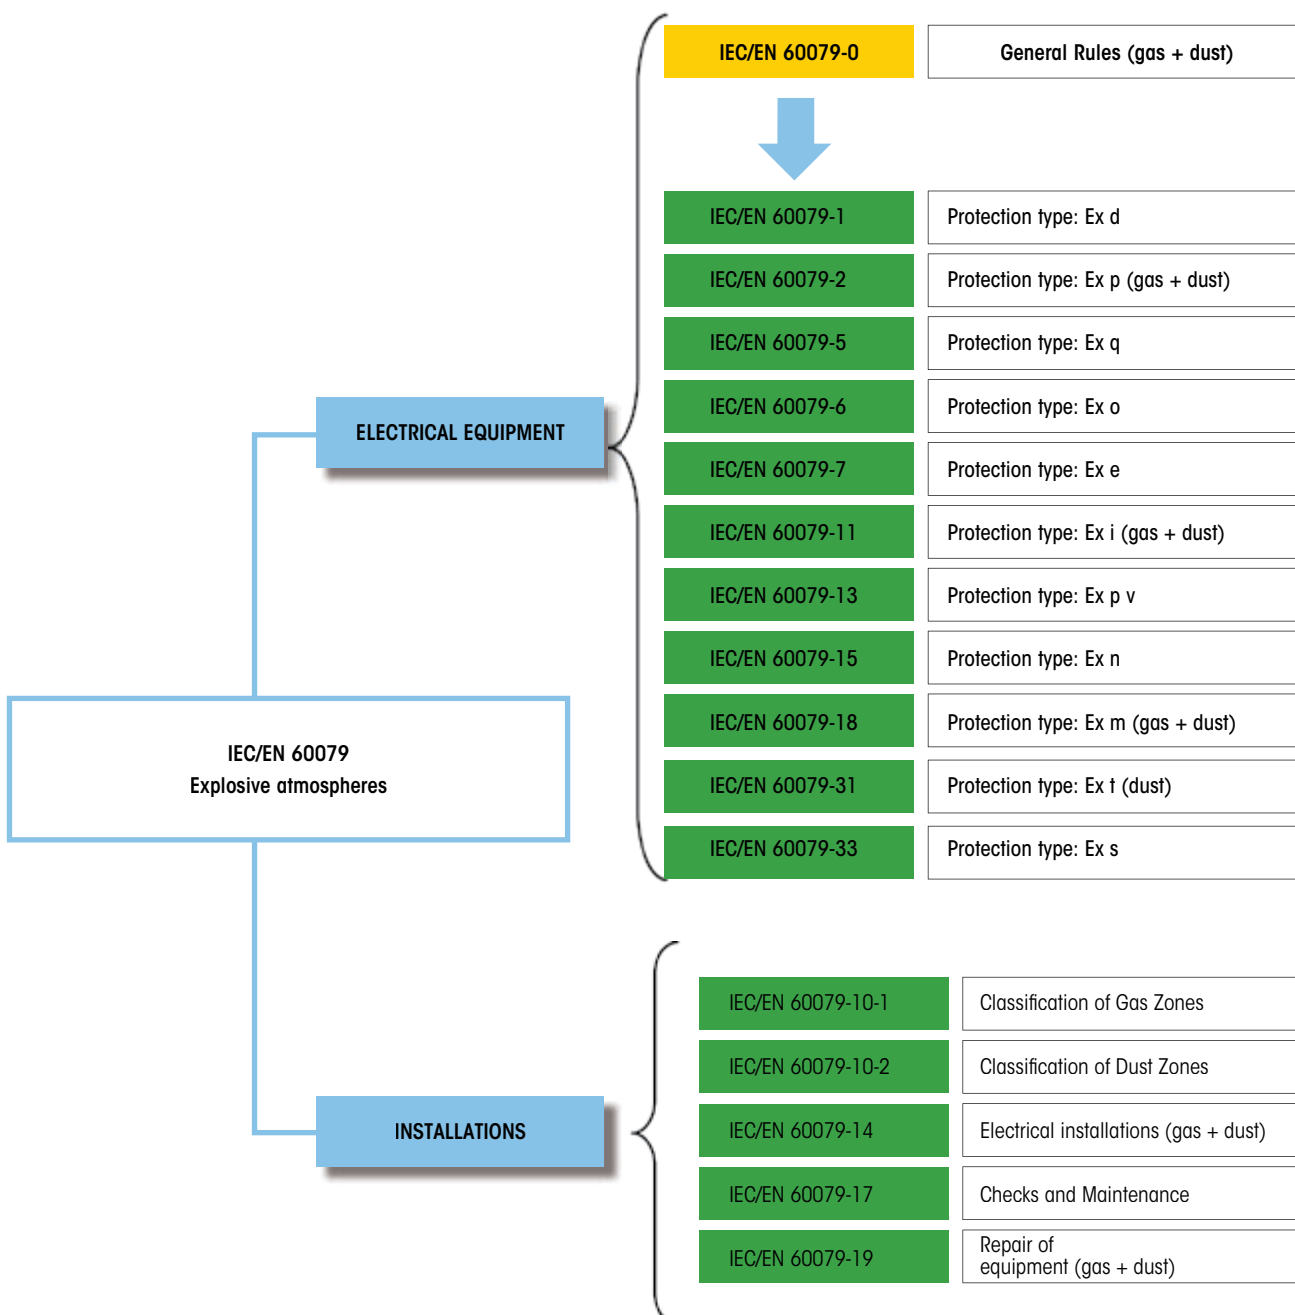 IEC/EN 60079-0 General Rules (gas + dust)
IEC/EN 60079-1 Protection type: Ex d
IEC/EN 60079-2 Protection type: Ex p (gas + dust)
IEC/EN 60079-5 Protection type: Ex q
IEC/EN 60079-6 Protection type: Ex o
ELECTRICAL EQUIPMENT
IEC/EN 60079-7 Protection type: Ex e
IEC/EN 60079-11 Protection type: Ex i (gas + dust)
IEC/EN 60079-13 Protection type: Ex p v
IEC/EN 60079-15 Protection type: Ex n
IEC/EN 60079-18 Protection type: Ex m (gas + dust)
IEC/EN 60079
Explosive atmospheres
IEC/EN 60079-31 Protection type: Ex t (dust)
IEC/EN 60079-33 Protection type: Ex s
IEC/EN 60079-10-1 Classification of Gas Zones
IEC/EN 60079-10-2 Classification of Dust Zones
INSTALLATIONS
IEC/EN 60079-14 Electrical installations (gas + dust)
IEC/EN 60079-17 Checks and Maintenance
IEC/EN 60079-19 Repair of
equipment (gas + dust)